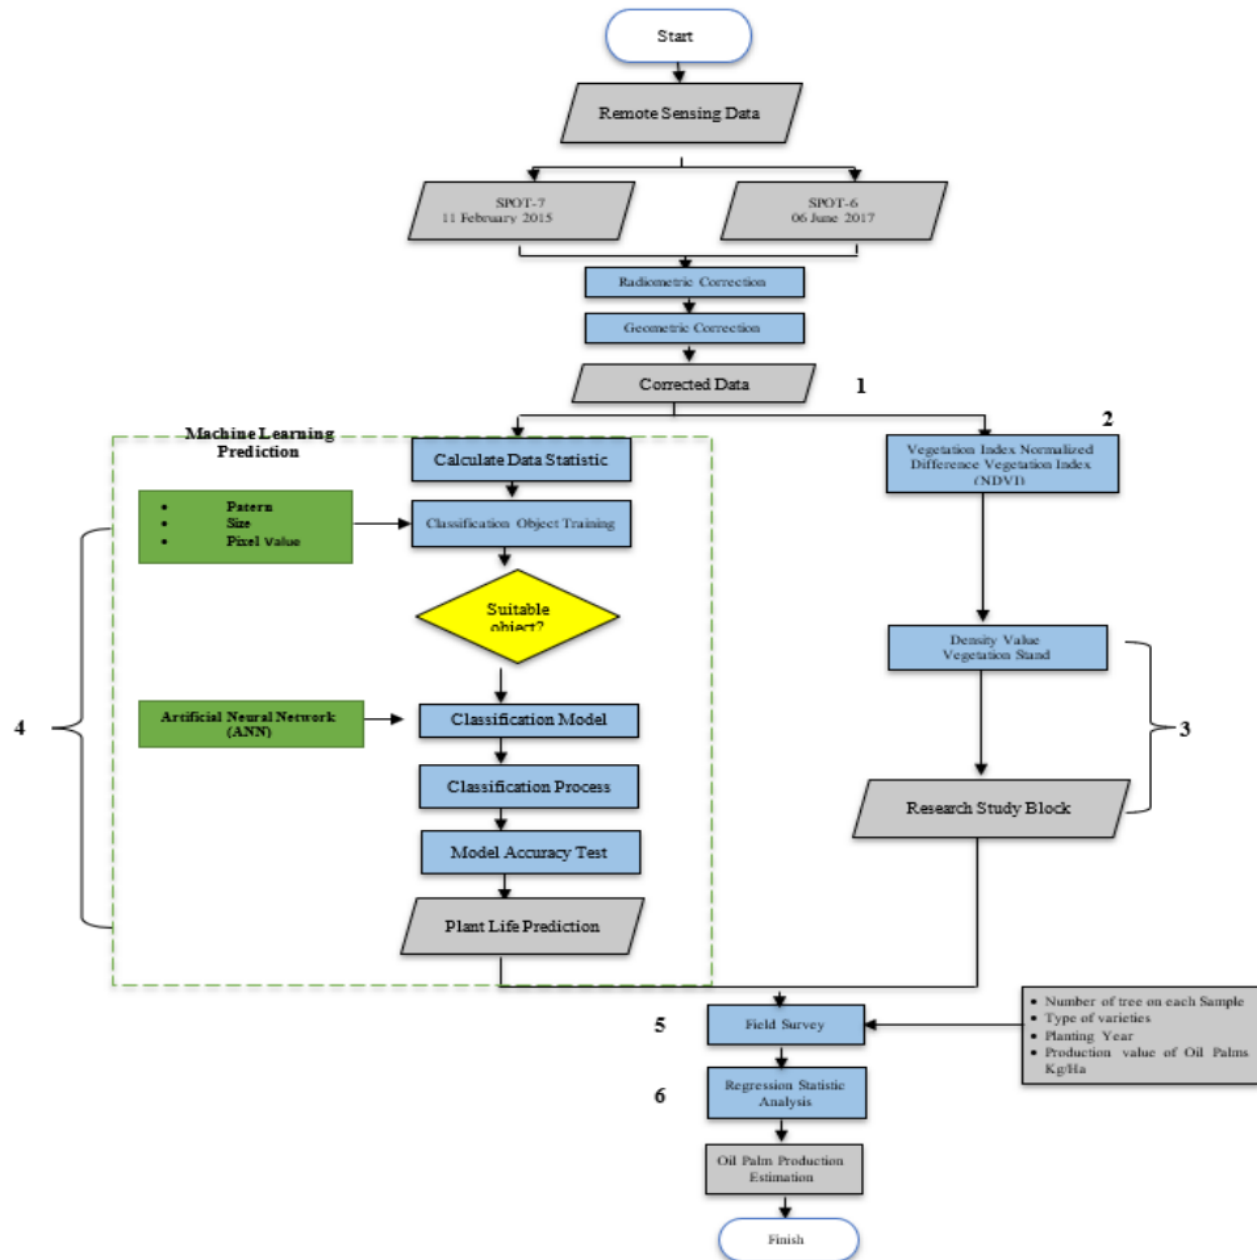 Start
Remote Sensing Data
SPOT-7
11 February 2015
SPOT-6
06 June 2017
Radiometric Correction
Geometric Correction
Corrected Data
1
2
Machine Learning
Prediction
Calculate Data Statistic
Vegetation Index Normalized
Difference Vegetation Index
(NDVI)
• Patern
• Size
• Pixel Value
Classification Object Training
Suitable
object?
Density Value
Vegetation Stand
3
4
Artificial Neural Network
(ANN)
Classification Model
Classification Process
Research Study Block
Model Accuracy Test
Plant Life Prediction
5
Field Survey
• Number of tree on each Sample
• Type of varieties
• Planting Year
• Production value of Oil Palms
Kg/Ha
6
Regression Statistic
Analysis
Oil Palm Production
Estimation
Finish